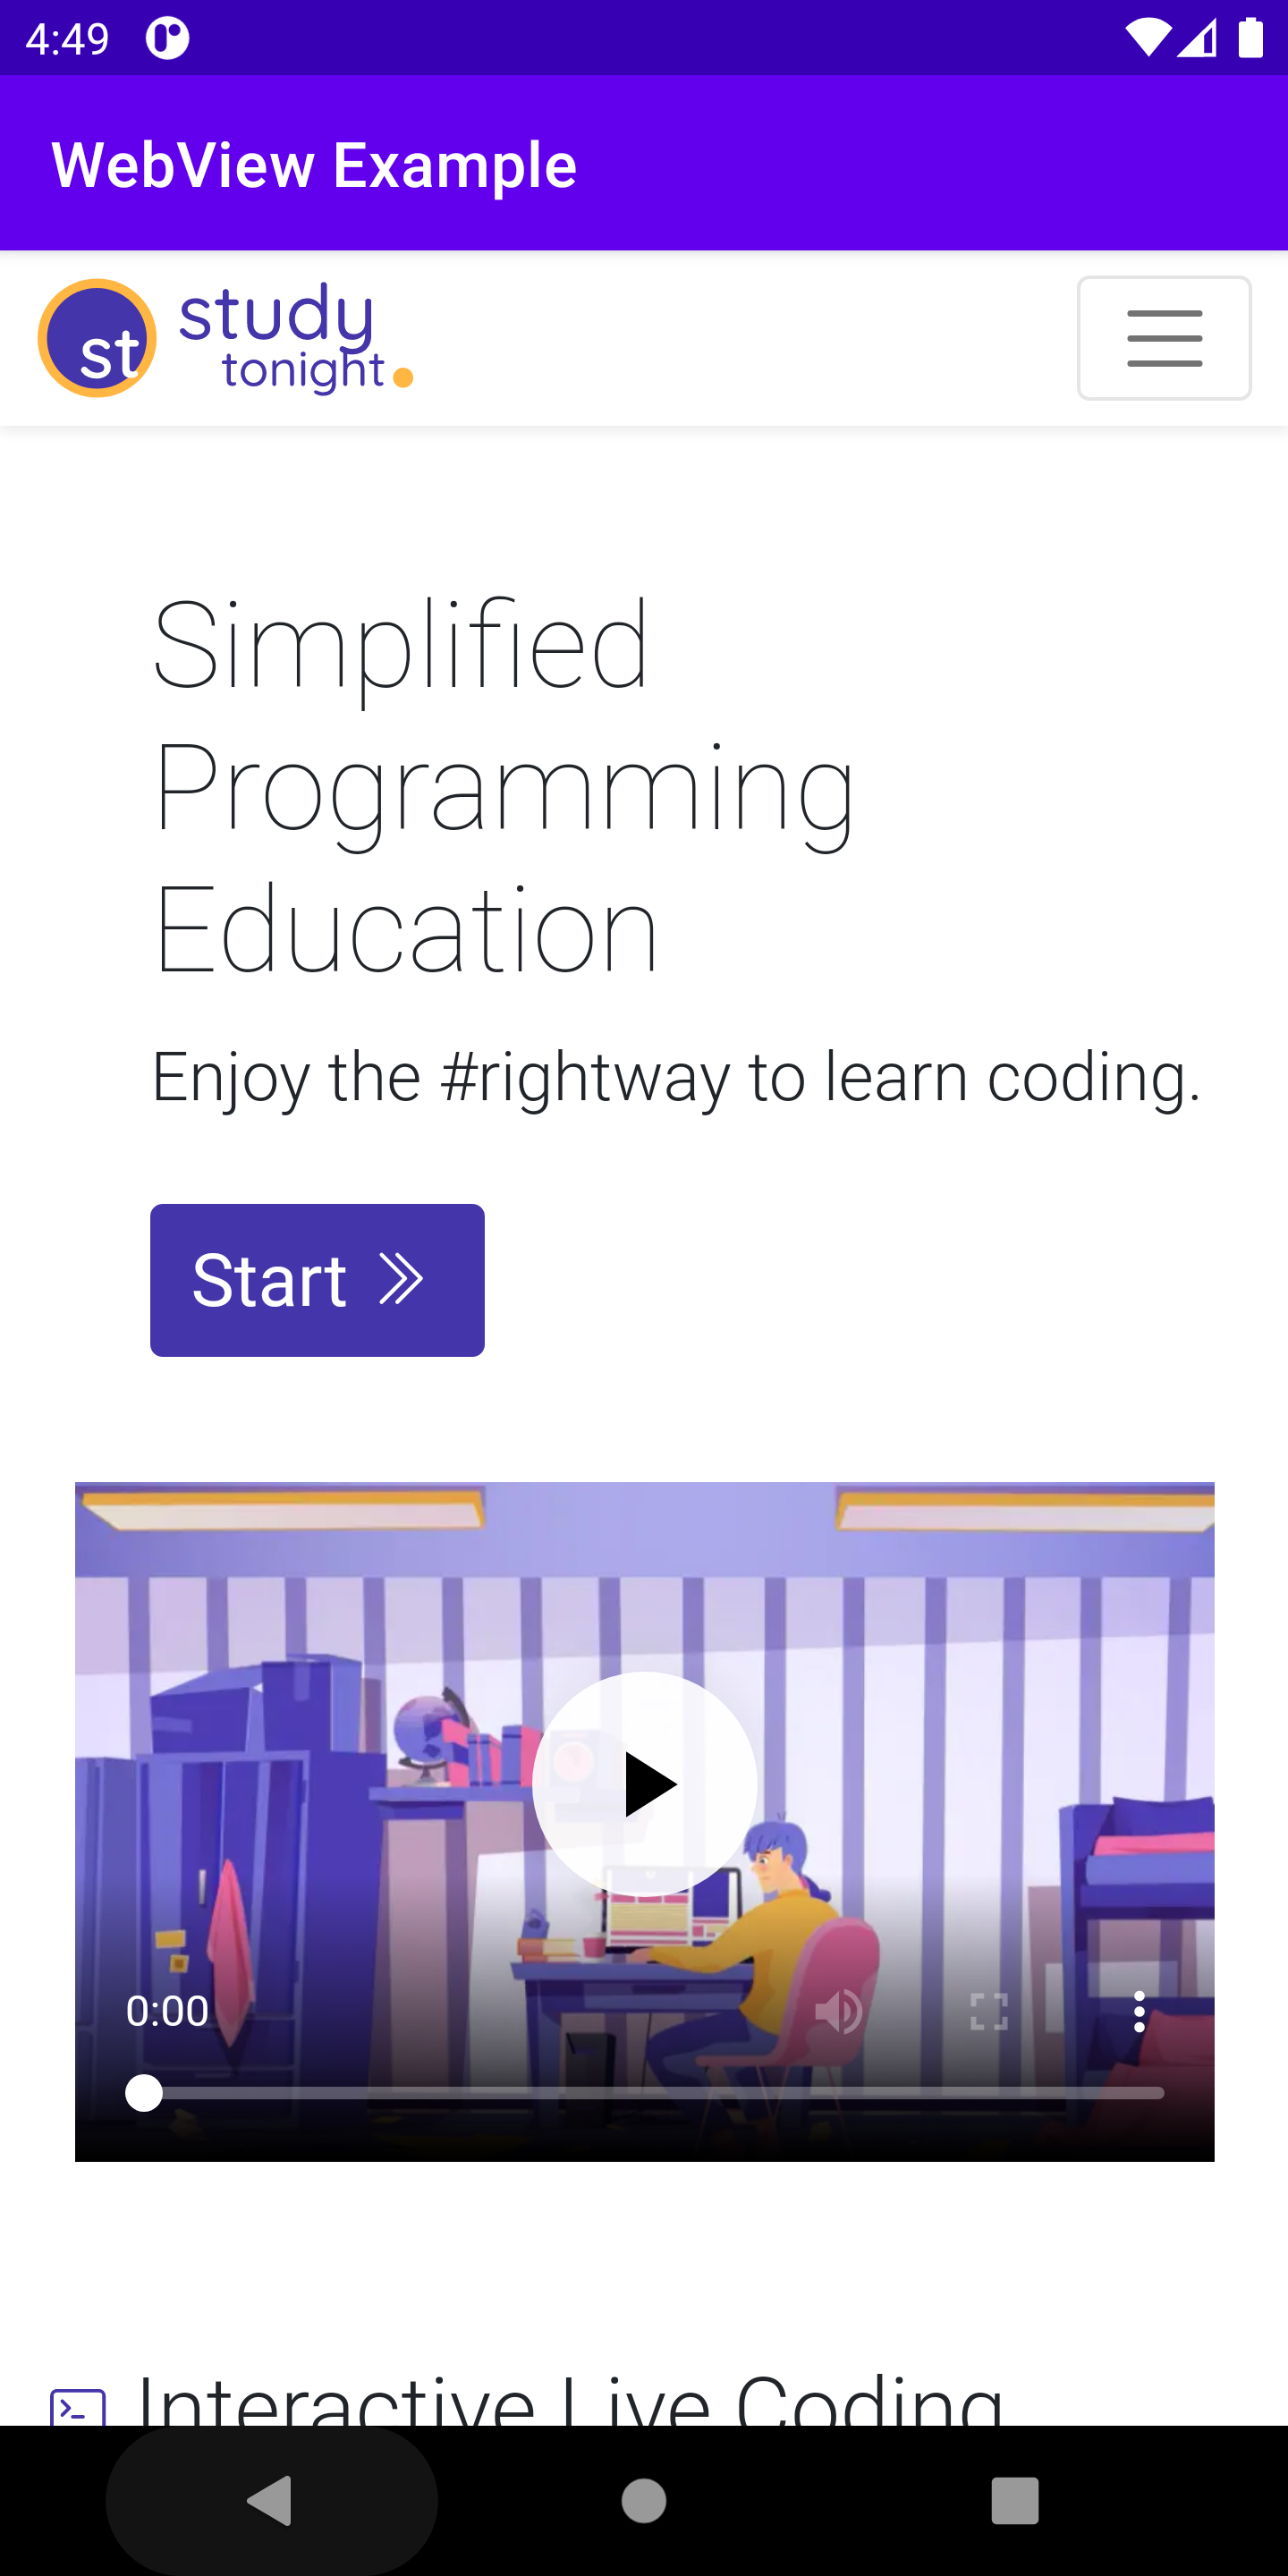 4:49
WebView Example
st
study
tonight
Simplified
Programming
Education
Enjoy the #rightway to learn coding.
Start
0:00
Interactive Live Coding